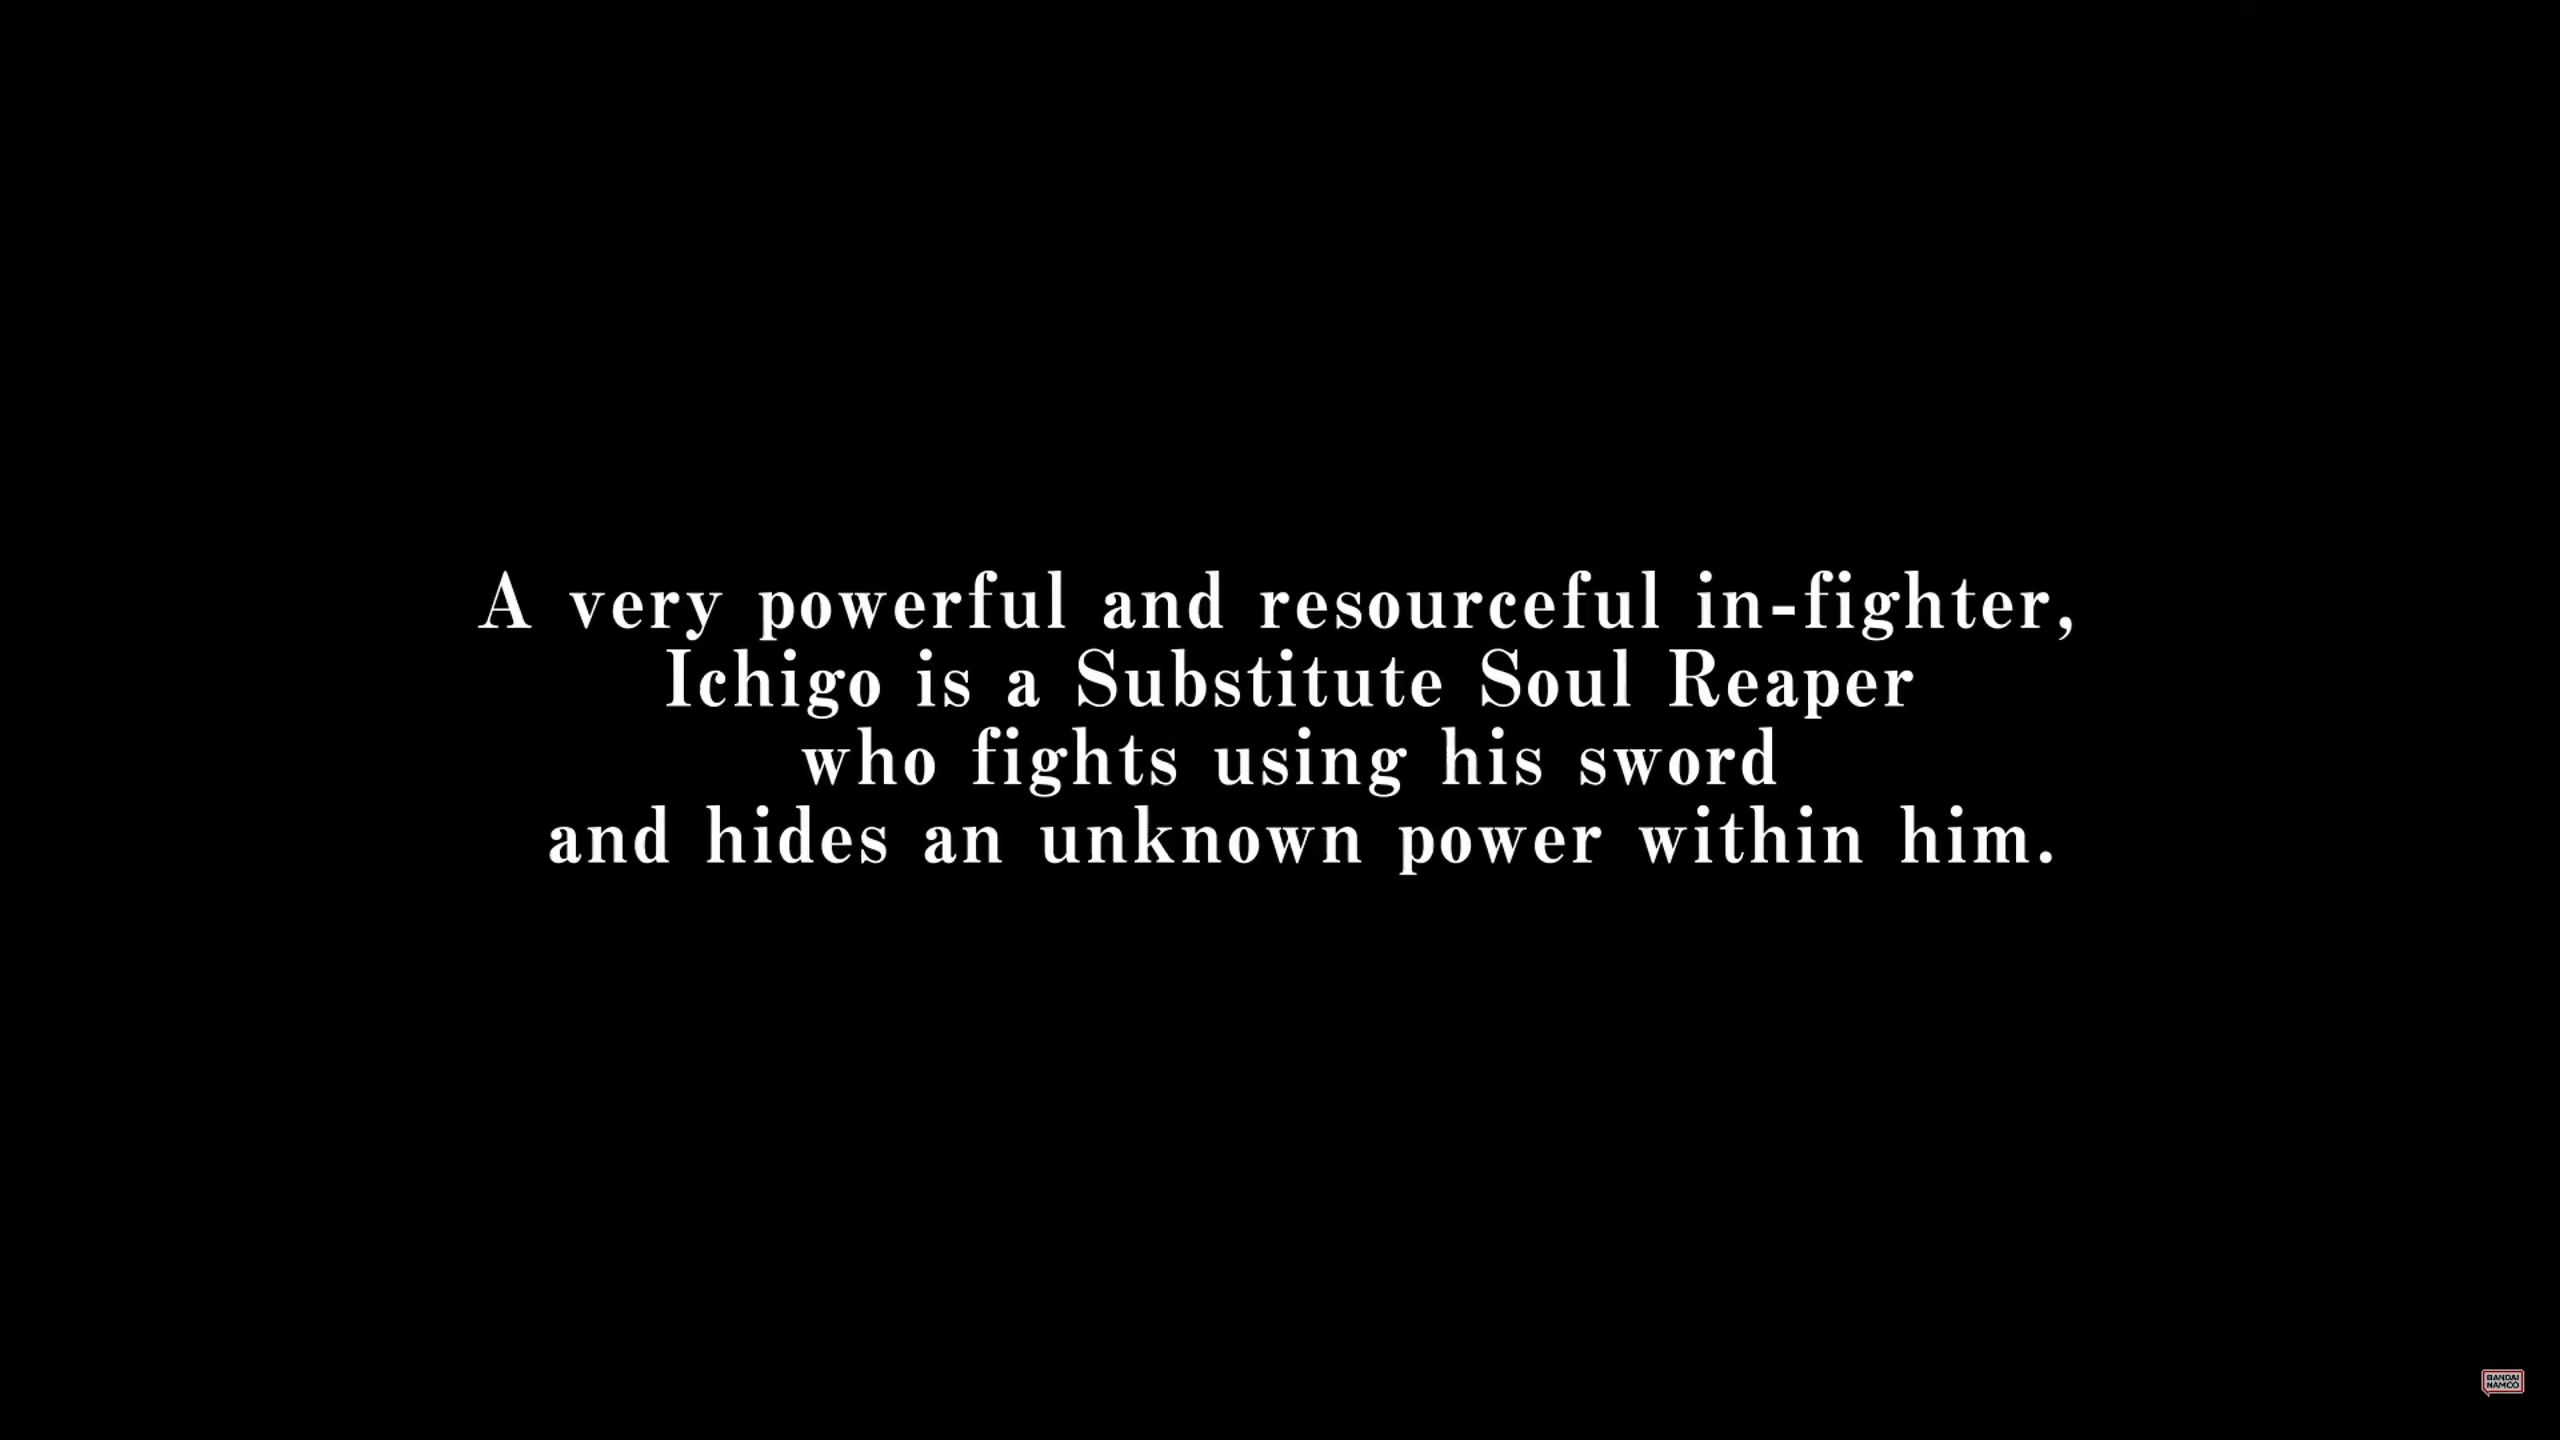 A very powerful and resourceful in-fighter,
Ichigo is a Substitute Soul Reaper
who fights using his sword
and hides an unknown power within him.
BANDAI
NAMCO